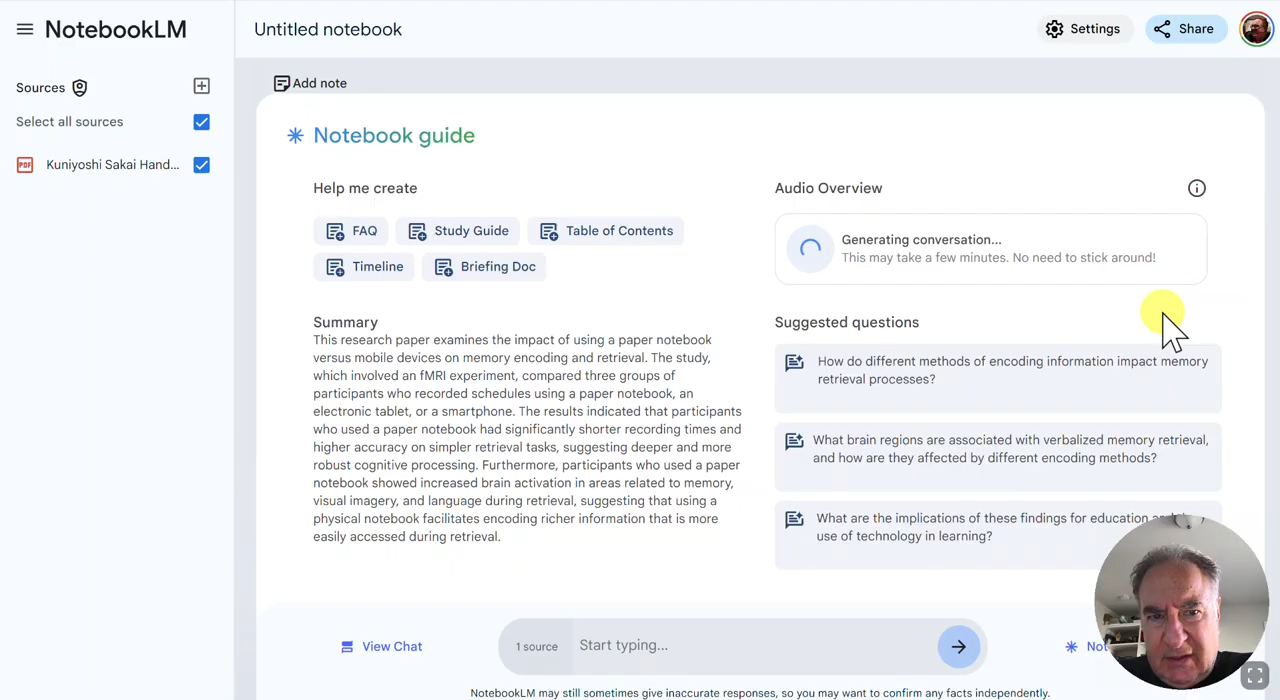 NotebookLM
Untitled notebook
Settings
Share
Sources
Add note
Select all sources
Kuniyoshi Sakai Hand...
Notebook guide
Help me create
FAQ
Study Guide
Table of Contents
Timeline
Briefing Doc
Audio Overview
Generating conversation...
This may take a few minutes. No need to stick around!
Summary
This research paper examines the impact of using a paper notebook
versus mobile devices on memory encoding and retrieval. The study,
which involved an fMRI experiment, compared three groups of
participants who recorded schedules using a paper notebook, an
electronic tablet, or a smartphone. The results indicated that participants
who used a paper notebook had significantly shorter recording times and
higher accuracy on simpler retrieval tasks, suggesting deeper and more
robust cognitive processing. Furthermore, participants who used a paper
notebook showed increased brain activation in areas related to memory,
visual imagery, and language during retrieval, suggesting that using a
physical notebook facilitates encoding richer information that is more
easily accessed during retrieval.
Suggested questions
How do different methods of encoding information impact memory
retrieval processes?
What brain regions are associated with verbalized memory retrieval,
and how are they affected by different encoding methods?
What are the implications of these findings for education
use of technology in learning?
View Chat
1 source
Start typing...
NotebookLM may still sometimes give inaccurate responses, so you may want to confirm any facts independently.